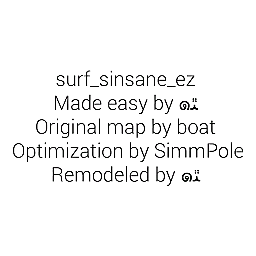 surf_sinsane_ez
Made easy by
Original map by boat
Optimization by SimmPole
Remodeled by